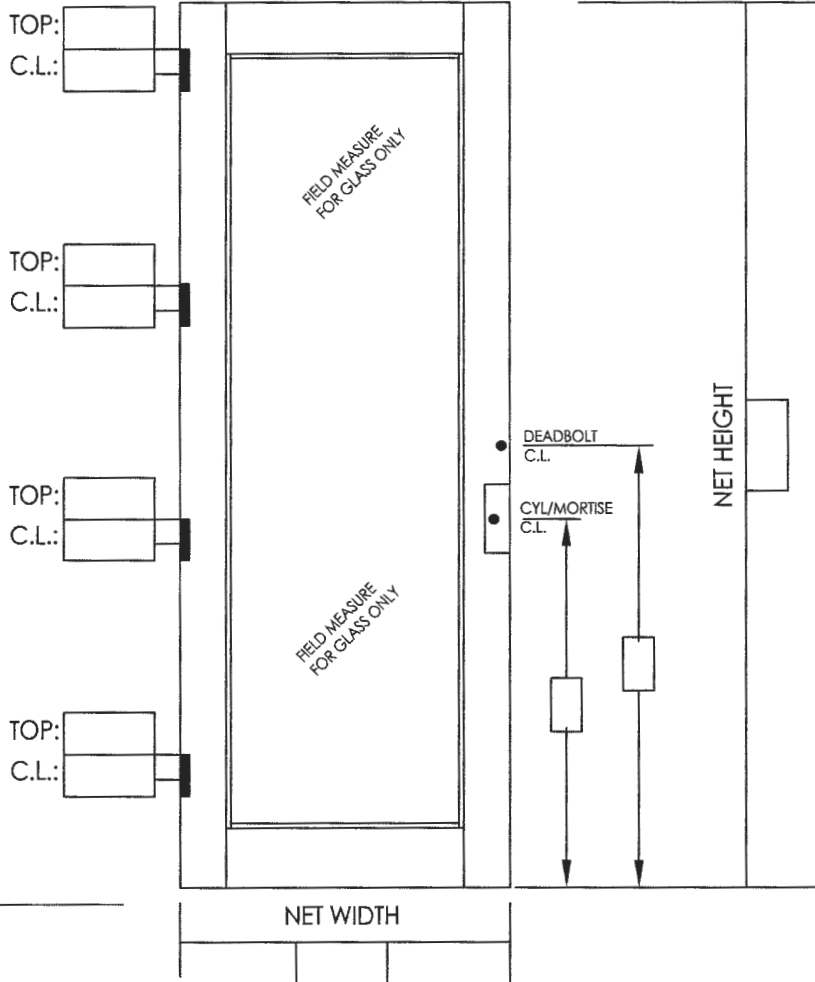 TOP:
C.L.:
FIELD MEASURE
FOR GLASS ONLY
TOP:
C.L.:
NET HEIGHT
DEADBOLT
C.L.
TOP:
C.L.:
CYL/MORTISE
C.L.
FIELD MEASURE
FOR GLASS ONLY
TOP:
C.L.:
NET WIDTH